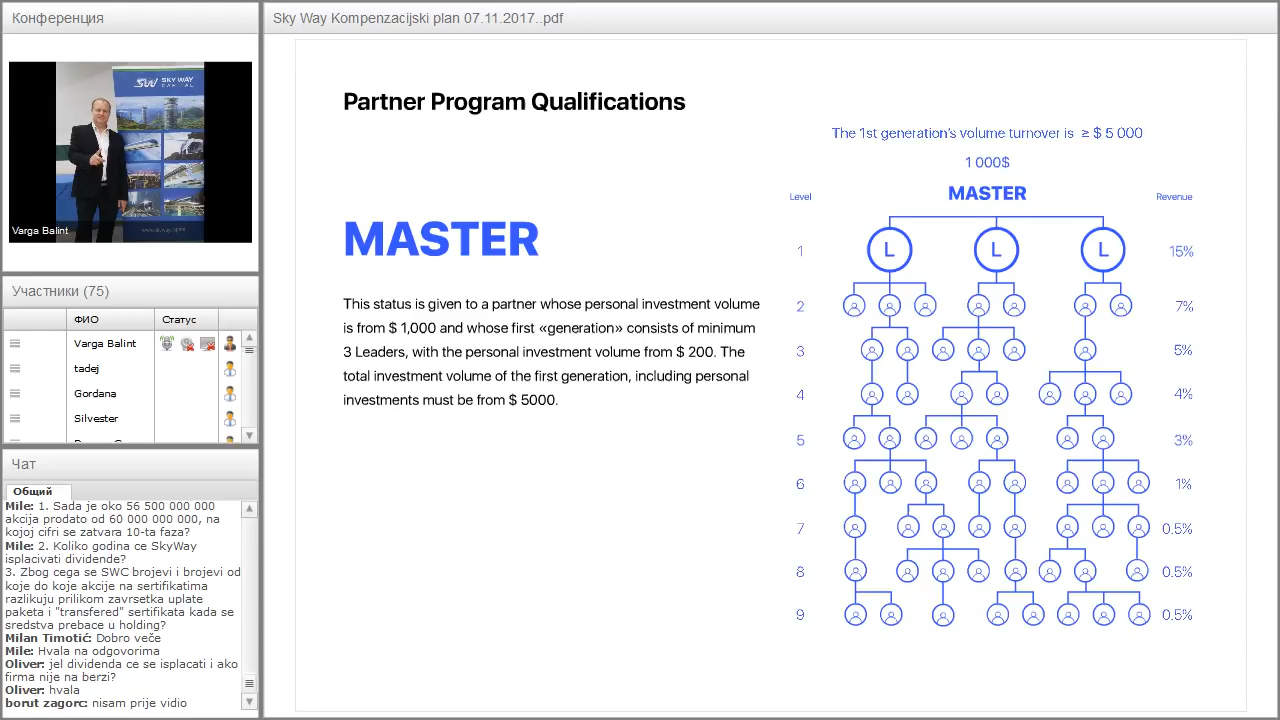 Конференция
SKY WAY
CAPITAL
Varga Balint
Участники (75)
ФИО
Статус
Varga Balint
tadej
Gordana
Silvester
Чат
Общий
Mile: 1. Sada je oko 56 500 000 000
akcija prodato od 60 000 000 000, na
kojoj cifri se zatvara 10-ta faza?
Mile: 2. Koliko godina ce SkyWay
isplacivati dividende?
3. Zbog cega se SWC brojevi i brojevi od
koje do koje akcije na sertifikatima
razlikuju prilikom zavrsetka uplate
paketa i "transfered" sertifikata kada se
sredstva prebace u holding?
Milan Timotić: Dobro veče
Mile: Hvala na odgovorima
Oliver: jel dividenda ce se isplacati i ako
firma nije na berzi?
Oliver: hvala
borut zagorc: nisam prije vidio
Sky Way Kompenzacijski plan 07.11.2017..pdf
Partner Program Qualifications
MASTER
This status is given to a partner whose personal investment volume
is from $ 1,000 and whose first «generation» consists of minimum
3 Leaders, with the personal investment volume from $ 200. The
total investment volume of the first generation, including personal
investments must be from $ 5000.
The 1st generation's volume turnover is ≥ $ 5 000
1 000$
Level MASTER Revenue
1 L L L 15%
2 7%
3 5%
4 4%
5 3%
6 1%
7 0.5%
8 0.5%
9 0.5%